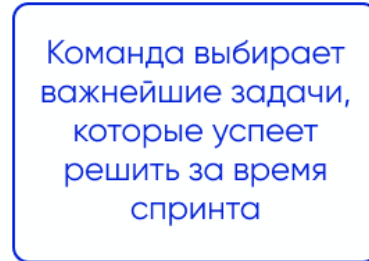 Команда выбирает
важнейшие задачи,
которые успеет
решить за время
спринта